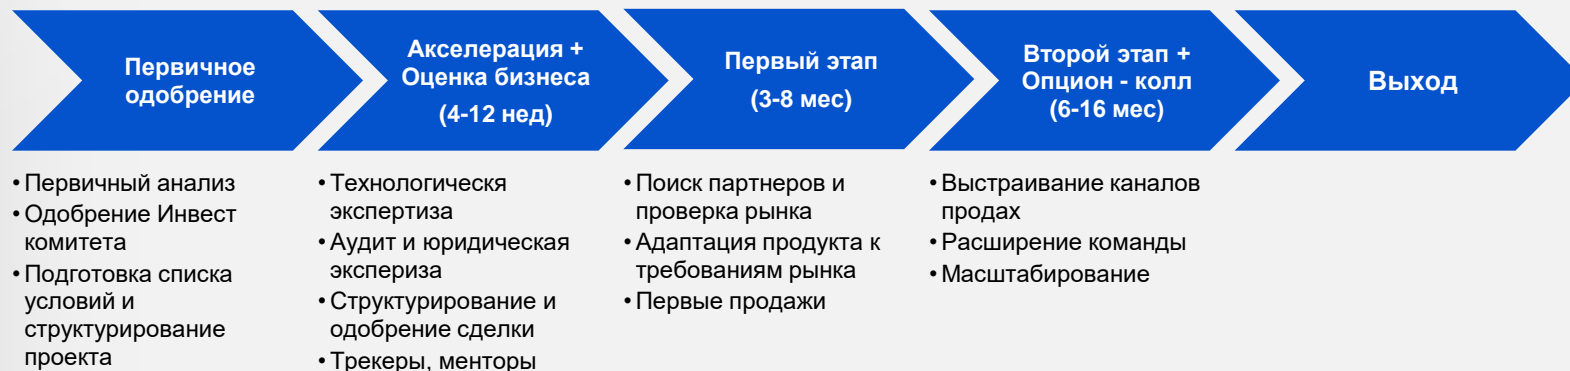 Первичное
одобрение
Акселерация +
Оценка бизнеса
(4-12 нед)
Первый этап
(3-8 мес)
Второй этап +
Опцион - колл
(6-16 мес)
Выход
• Первичный анализ
• Одобрение Инвест
комитета
• Подготовка списка
условий и
структурирование
проекта
• Технологическя
экспертиза
• Аудит и юридическая
экспериза
• Структурирование и
одобрение сделки
• Трекеры, менторы
• Поиск партнеров и
проверка рынка
• Адаптация продукта к
требованиям рынка
• Первые продажи
• Выстраивание каналов
продах
• Расширение команды
• Масштабирование